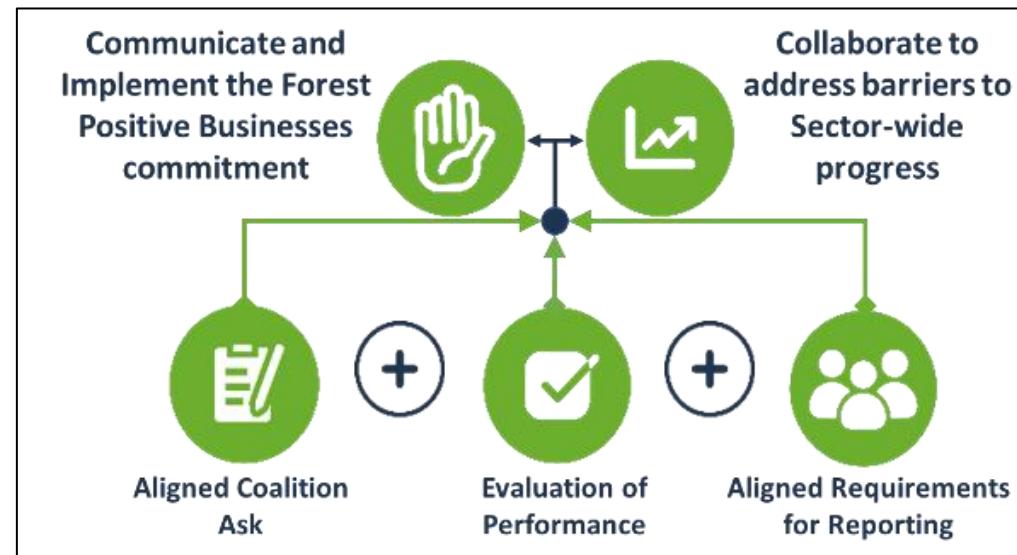 Communicate and
Implement the Forest
Positive Businesses
commitment
Collaborate to
address barriers to
Sector-wide
progress
Aligned Coalition
Ask
Evaluation of
Performance
Aligned Requirements
for Reporting